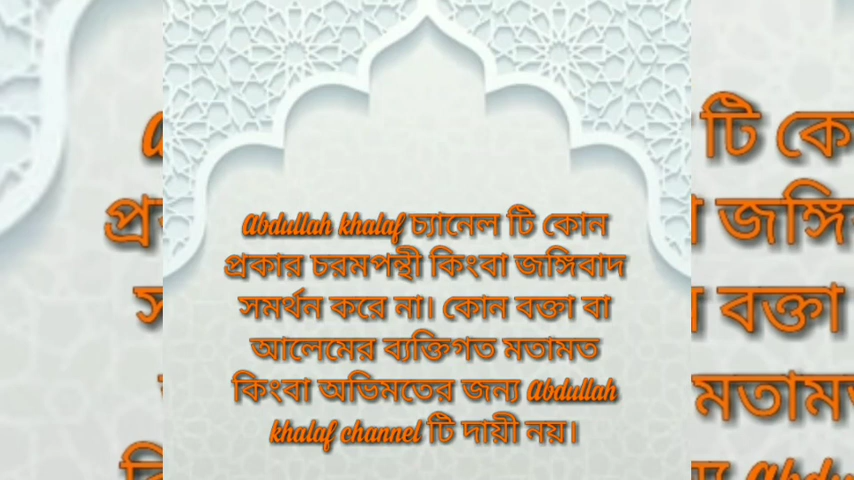 Abdullah khalaf চ্যানেল টি কোন
প্রকার চরমপন্থী কিংবা জঙ্গিবাদ
সমর্থন করে না। কোন বক্তা বা
আলেমের ব্যক্তিগত মতামত
কিংবা অভিমতের জন্য Abdullah
khalaf channel টি দায়ী নয়।